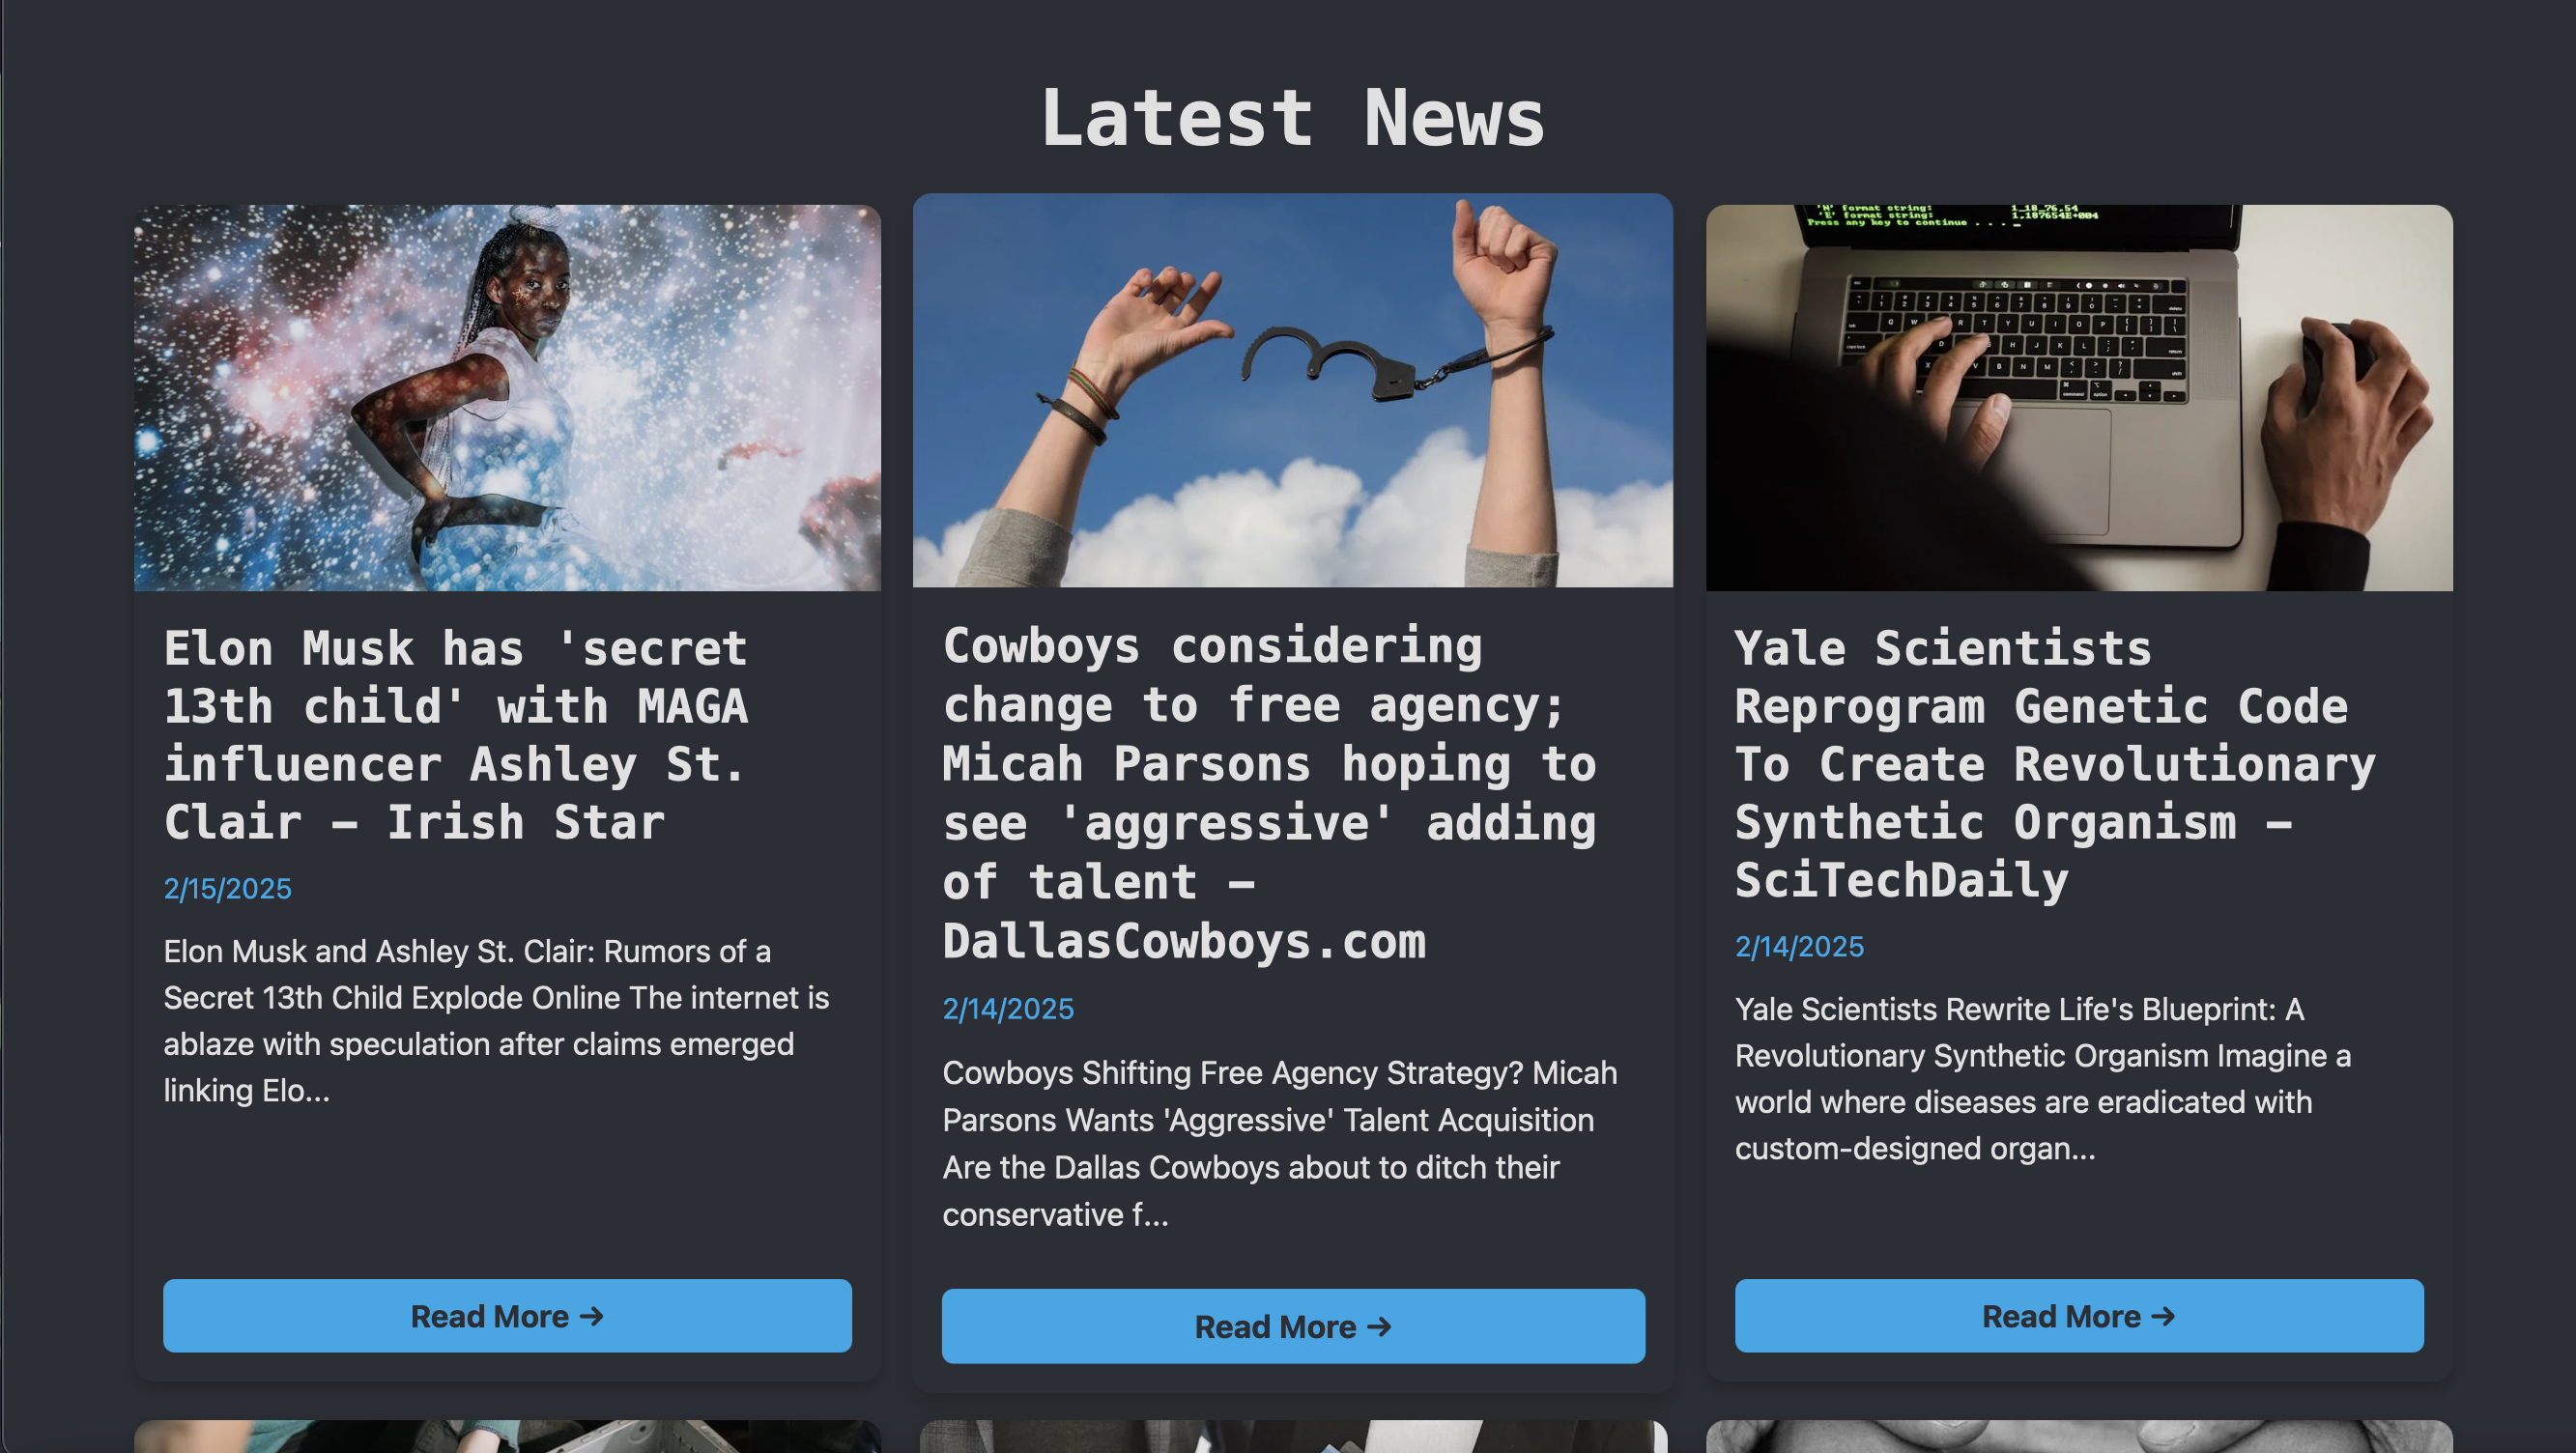 Latest News
'N' format string: 1_18_76,54
'E' format string: 1.187654E+004
Press any key to continue . . . _
Elon Musk has 'secret
13th child' with MAGA
influencer Ashley St.
Clair – Irish Star
2/15/2025
Elon Musk and Ashley St. Clair: Rumors of a
Secret 13th Child Explode Online The internet is
ablaze with speculation after claims emerged
linking Elo...
Read More →
Cowboys considering
change to free agency;
Micah Parsons hoping to
see 'aggressive' adding
of talent –
DallasCowboys.com
2/14/2025
Cowboys Shifting Free Agency Strategy? Micah
Parsons Wants 'Aggressive' Talent Acquisition
Are the Dallas Cowboys about to ditch their
conservative f...
Read More →
Yale Scientists
Reprogram Genetic Code
To Create Revolutionary
Synthetic Organism –
SciTechDaily
2/14/2025
Yale Scientists Rewrite Life's Blueprint: A
Revolutionary Synthetic Organism Imagine a
world where diseases are eradicated with
custom-designed organ...
Read More →